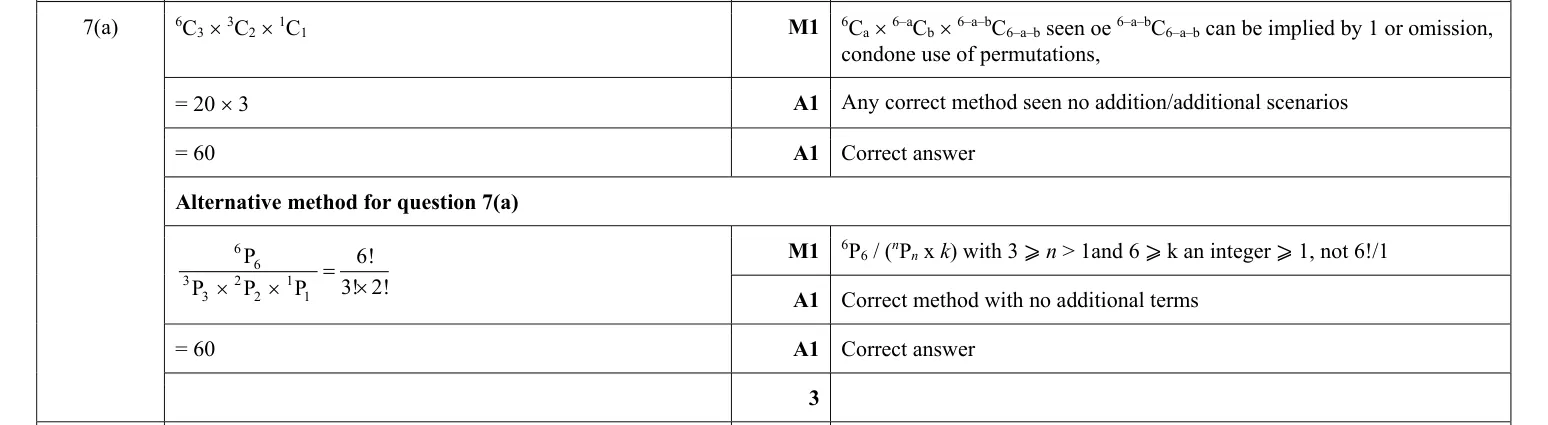 7(a) ⁶C₃ × ³C₂ × ¹C₁ M1 ⁶Cₐ × ⁶⁻ᵃC_b × ⁶⁻ᵃ⁻ᵇC₆₋ₐ₋b seen oe ⁶⁻ᵃ⁻ᵇC₆₋ₐ₋b can be implied by 1 or omission,
condone use of permutations,
= 20 × 3 A1 Any correct method seen no addition/additional scenarios
= 60 A1 Correct answer
Alternative method for question 7(a)
⁶P₆ / (³P₃ × ²P₂ × ¹P₁) = 6! / (3!× 2!) M1 ⁶P₆ / (ⁿPₙ x k) with 3 ⩾ n > 1and 6 ⩾ k an integer ⩾ 1, not 6!/1
A1 Correct method with no additional terms
= 60 A1 Correct answer
3